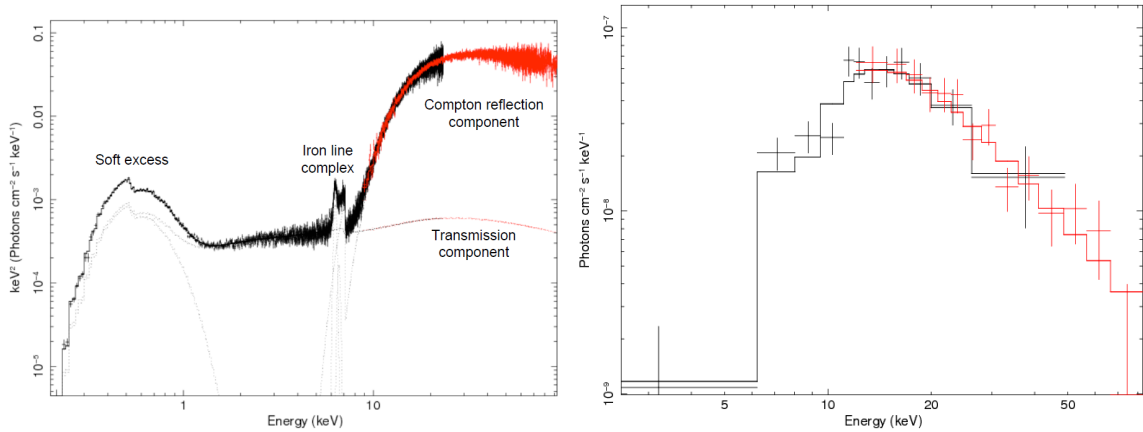 0.1
0.01
10⁻³
10⁻⁴
10⁻⁵
keV² (Photons cm⁻² s⁻¹ keV⁻¹)
Soft excess
Iron line
complex
Compton reflection
component
Transmission
component
1
10
Energy (keV)
10⁻⁷
10⁻⁸
10⁻⁹
Photons cm⁻² s⁻¹ keV⁻¹
5
10
20
50
Energy (keV)